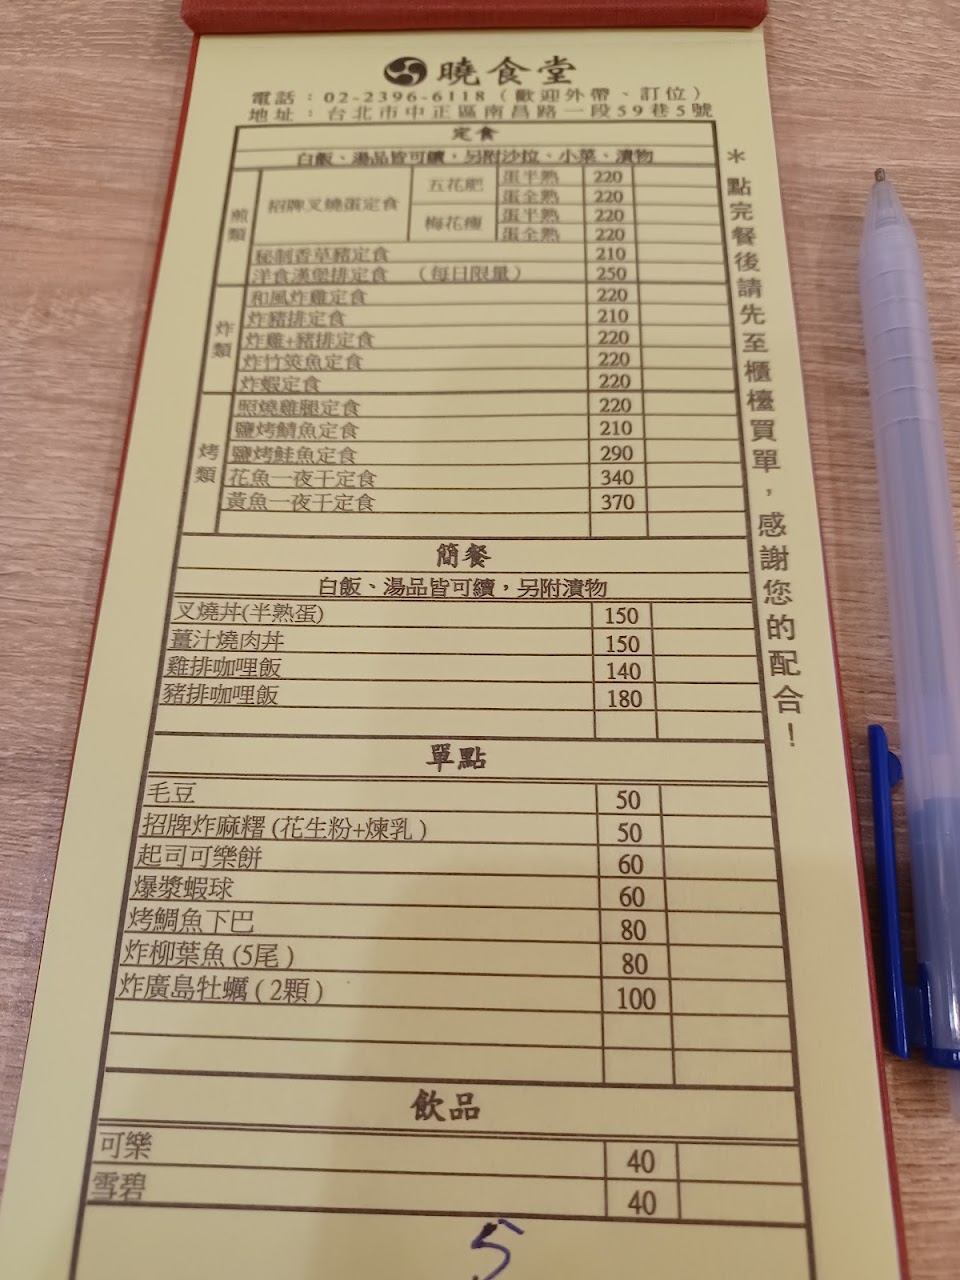 曉食堂
電話：02-2396-6118（歡迎外帶、訂位）
地址：台北市中正區南昌路一段59巷5號
定食
白飯、湯品皆可續，另附沙拉、小菜、漬物
煎類
招牌叉燒蛋定食 五花肥 蛋半熟 220
蛋全熟 220
梅花瘦 蛋半熟 220
蛋全熟 220
秘制香草豬定食 210
洋食漢堡排定食 （每日限量） 250
炸類
和風炸雞定食 220
炸豬排定食 210
炸雞+豬排定食 220
炸竹筴魚定食 220
炸蝦定食 220
烤類
照燒雞腿定食 220
鹽烤鯖魚定食 210
鹽烤鮭魚定食 290
花魚一夜干定食 340
黃魚一夜干定食 370
簡餐
白飯、湯品皆可續，另附漬物
叉燒丼(半熟蛋) 150
薑汁燒肉丼 150
雞排咖哩飯 140
豬排咖哩飯 180
單點
毛豆 50
招牌炸麻糬(花生粉+煉乳) 50
起司可樂餅 60
爆漿蝦球 60
烤鯛魚下巴 80
炸柳葉魚(5尾) 80
炸廣島牡蠣(2顆) 100
飲品
可樂 40
雪碧 40
5
＊點完餐後請先至櫃檯買單，感謝您的配合！